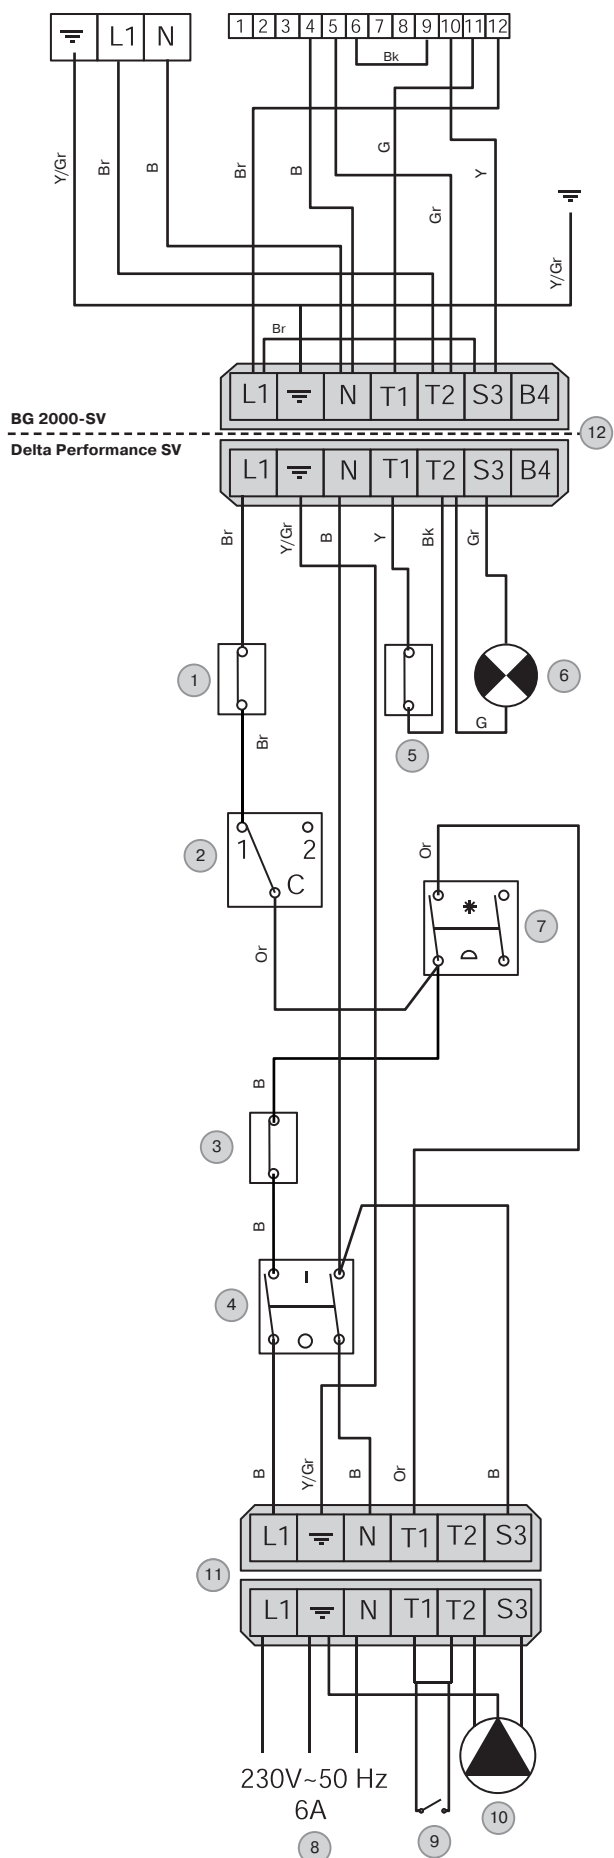 L1 N
1 2 3 4 5 6 7 8 9 10 11 12
Bk
Y/Gr Br B Br B G Gr Y Y/Gr
Br
L1 N T1 T2 S3 B4
BG 2000-SV
12
Delta Performance SV
L1 N T1 T2 S3 B4
Br Y/Gr B Y Bk Gr
1
6
G
5
Br
2
1 2
C
Or
7
Or
B
3
B
4
I
B Y/Gr B Or B
L1 N T1 T2 S3
11
L1 N T1 T2 S3
230V~50 Hz
6A
8
9
10